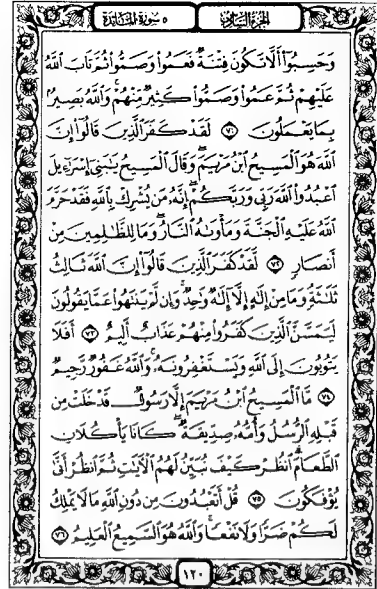 الجزء السادس
٥ سورة المائدة
وَحَسِبُوٓا۟ أَلَّا تَكُونَ فِتْنَةٌ فَعَمُوا۟ وَصَمُّوا۟ ثُمَّ تَابَ ٱللَّهُ
عَلَيْهِمْ ثُمَّ عَمُوا۟ وَصَمُّوا۟ كَثِيرٌ مِّنْهُمْ ۚ وَٱللَّهُ بَصِيرٌۢ
بِمَا يَعْمَلُونَ ٧١ لَقَدْ كَفَرَ ٱلَّذِينَ قَالُوٓا۟ إِنَّ
ٱللَّهَ هُوَ ٱلْمَسِيحُ ٱبْنُ مَرْيَمَ ۖ وَقَالَ ٱلْمَسِيحُ يَـٰبَنِىٓ إِسْرَٰٓءِيلَ
ٱعْبُدُوا۟ ٱللَّهَ رَبِّى وَرَبَّكُمْ ۖ إِنَّهُۥ مَن يُشْرِكْ بِٱللَّهِ فَقَدْ حَرَّمَ
ٱللَّهُ عَلَيْهِ ٱلْجَنَّةَ وَمَأْوَىٰهُ ٱلنَّارُ ۖ وَمَا لِلظَّـٰلِمِينَ مِنْ
أَنصَارٍ ٧٢ لَّقَدْ كَفَرَ ٱلَّذِينَ قَالُوٓا۟ إِنَّ ٱللَّهَ ثَالِثُ
ثَلَـٰثَةٍ ۘ وَمَا مِنْ إِلَـٰهٍ إِلَّآ إِلَـٰهٌ وَٰحِدٌ ۚ وَإِن لَّمْ يَنتَهُوا۟ عَمَّا يَقُولُونَ
لَيَمَسَّنَّ ٱلَّذِينَ كَفَرُوا۟ مِنْهُمْ عَذَابٌ أَلِيمٌ ٧٣ أَفَلَا
يَتُوبُونَ إِلَى ٱللَّهِ وَيَسْتَغْفِرُونَهُۥ ۚ وَٱللَّهُ غَفُورٌ رَّحِيمٌ
٧٤ مَّا ٱلْمَسِيحُ ٱبْنُ مَرْيَمَ إِلَّا رَسُولٌ قَدْ خَلَتْ مِن
قَبْلِهِ ٱلرُّسُلُ وَأُمُّهُۥ صِدِّيقَةٌ ۖ كَانَا يَأْكُلَانِ
ٱلطَّعَامَ ۗ ٱنظُرْ كَيْفَ نُبَيِّنُ لَهُمُ ٱلْـَٔايَـٰتِ ثُمَّ ٱنظُرْ أَنَّىٰ
يُؤْفَكُونَ ٧٥ قُلْ أَتَعْبُدُونَ مِن دُونِ ٱللَّهِ مَا لَا يَمْلِكُ
لَكُمْ ضَرًّا وَلَا نَفْعًا ۚ وَٱللَّهُ هُوَ ٱلسَّمِيعُ ٱلْعَلِيمُ ٧٦
١٢٠